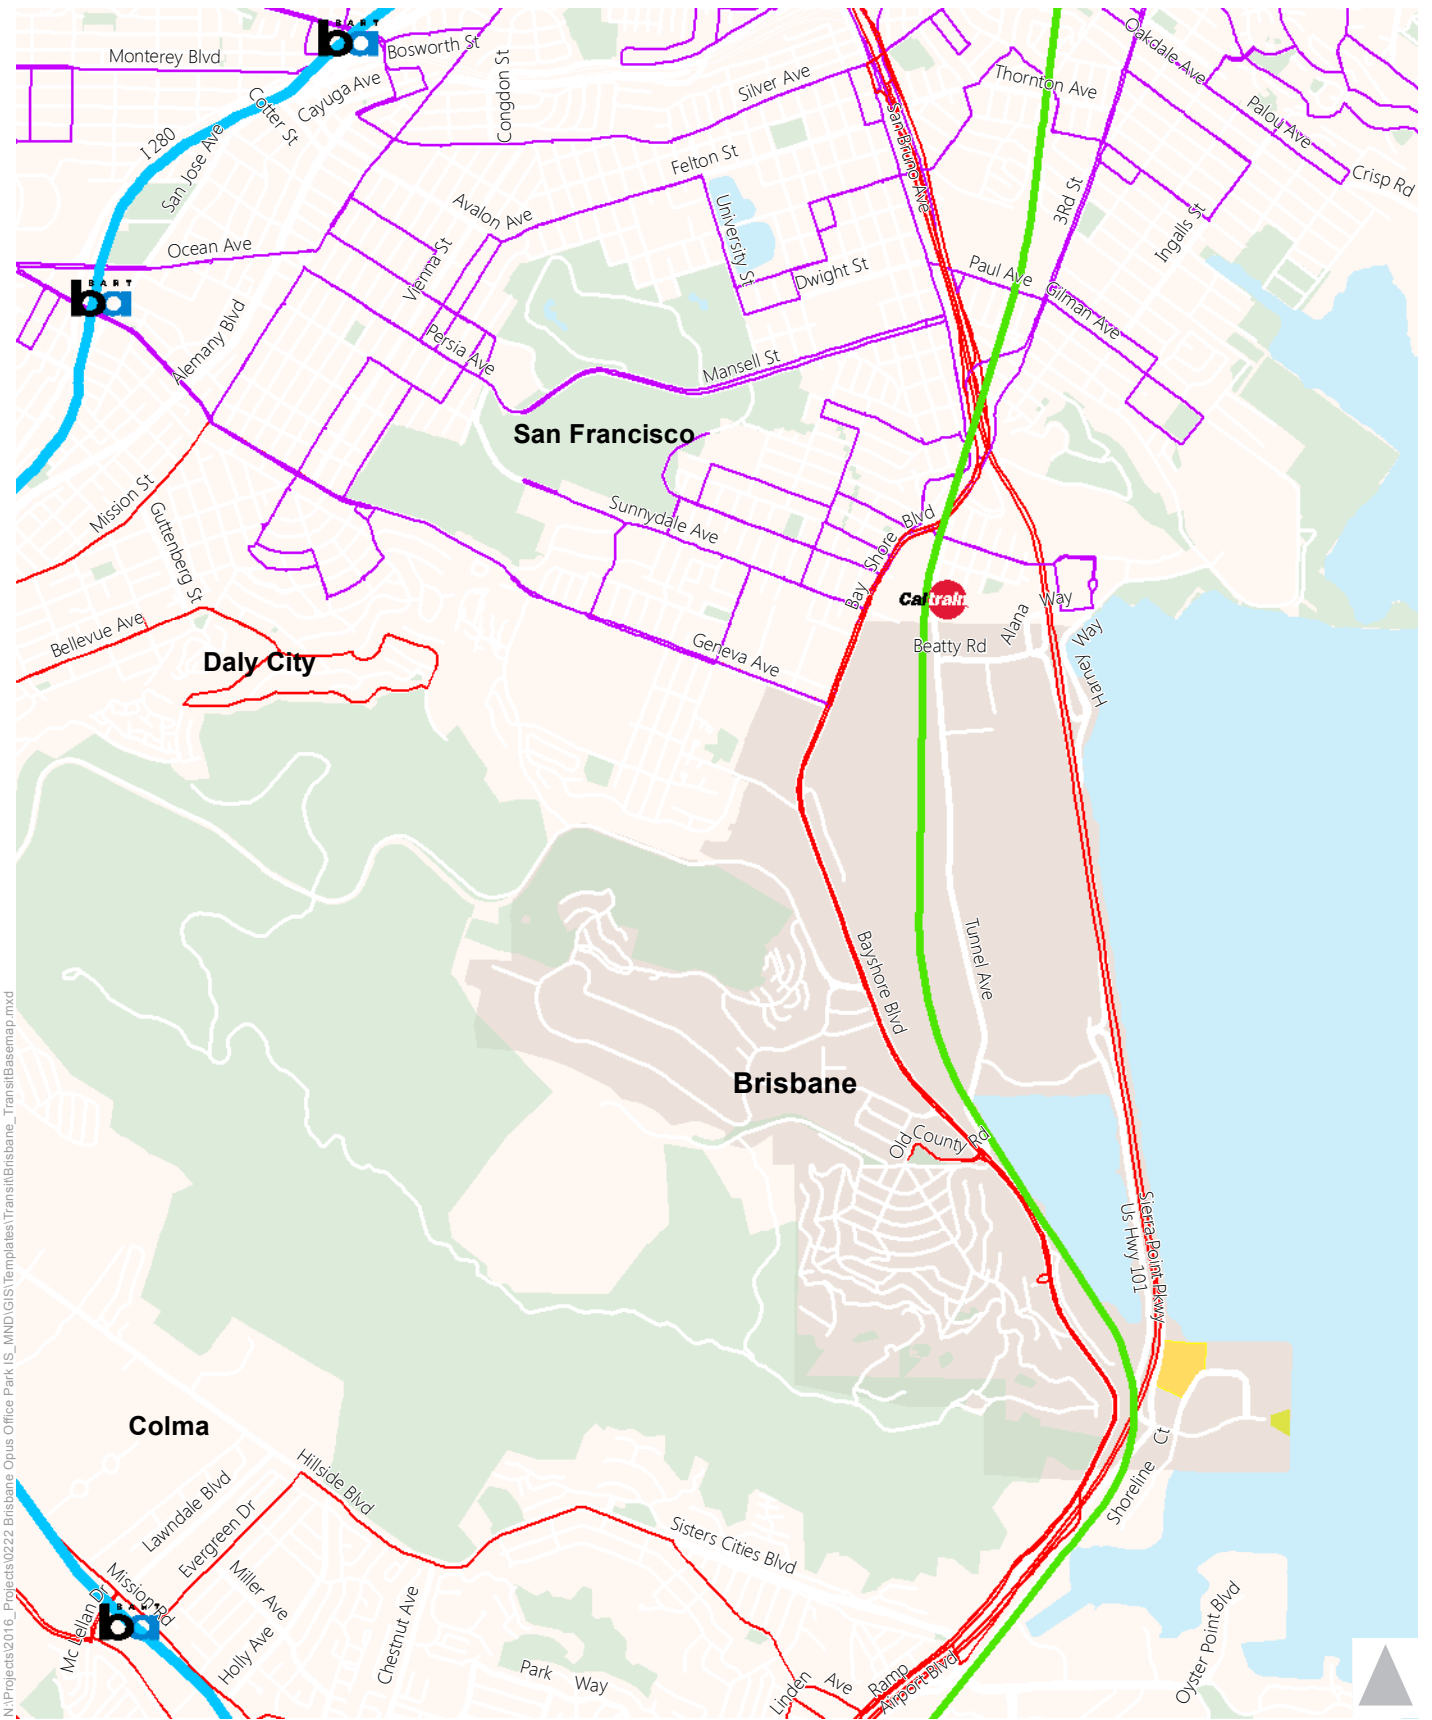 BART
ba
Bosworth St
Monterey Blvd
Congdon St
Oakdale Ave
Silver Ave
Thornton Ave
Cayuga Ave
Cotter St
Palou Ave
I 280
San Jose Ave
San Bruno Ave
Felton St
Crisp Rd
Avalon Ave
University St
3Rd St
Ingalls St
Ocean Ave
Vienna St
Dwight St
Paul Ave
Gilman Ave
BART
ba
Alemany Blvd
Persia Ave
Mansell St
San Francisco
Mission St
Guttenberg St
Sunnydale Ave
Bay Shore Blvd
Caltrain
Alana Way
Bellevue Ave
Daly City
Geneva Ave
Beatty Rd
Harney Way
Bayshore Blvd
Tunnel Ave
Brisbane
Old County Rd
Sierra Point Pkwy
Us Hwy 101
Colma
Hillside Blvd
Shoreline Ct
Lawndale Blvd
Evergreen Dr
Sisters Cities Blvd
Mission Rd
Miller Ave
Mc Lellan Dr
BART
ba
Holly Ave
Chestnut Ave
Park Way
Linden Ave
Ramp
Airport Blvd
Oyster Point Blvd
N:\Projects\2016_Projects\0222 Brisbane Opus Office Park IS_MND\GIS\Templates\Transit\Brisbane_TransitBasemap.mxd